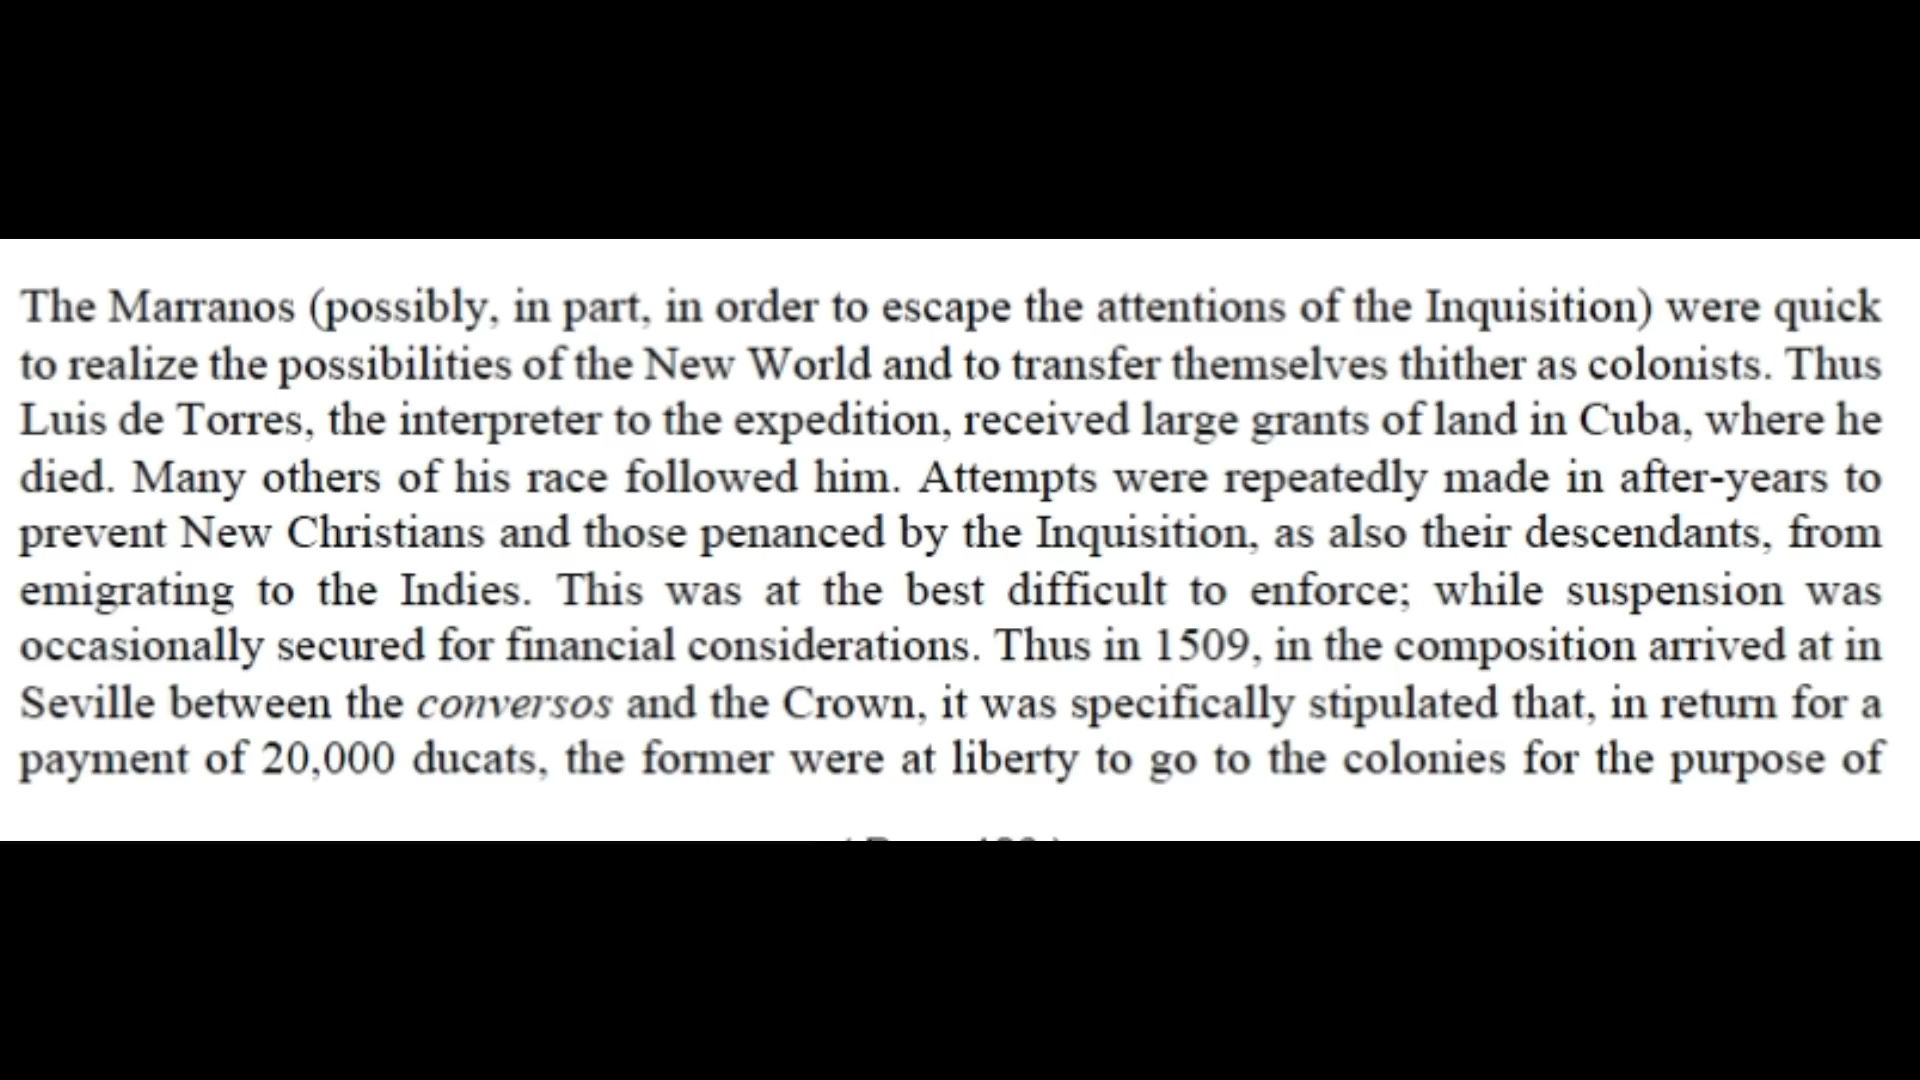 The Marranos (possibly, in part, in order to escape the attentions of the Inquisition) were quick
to realize the possibilities of the New World and to transfer themselves thither as colonists. Thus
Luis de Torres, the interpreter to the expedition, received large grants of land in Cuba, where he
died. Many others of his race followed him. Attempts were repeatedly made in after-years to
prevent New Christians and those penanced by the Inquisition, as also their descendants, from
emigrating to the Indies. This was at the best difficult to enforce; while suspension was
occasionally secured for financial considerations. Thus in 1509, in the composition arrived at in
Seville between the conversos and the Crown, it was specifically stipulated that, in return for a
payment of 20,000 ducats, the former were at liberty to go to the colonies for the purpose of